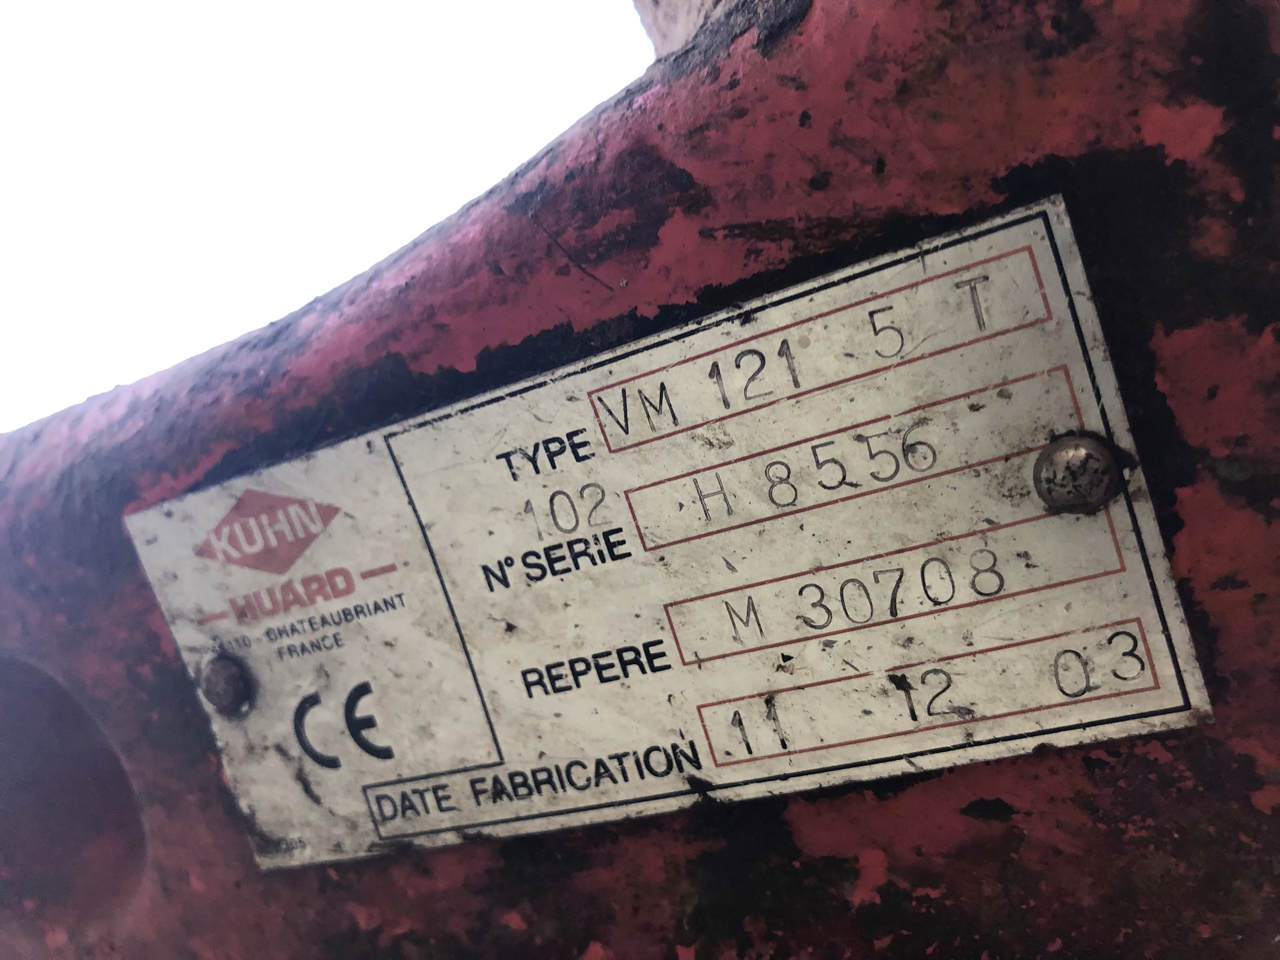 KUHN
HUARD
CHATEAUBRIANT
FRANCE
CE
TYPE VM 121 5 T
102
N° SERIE H 8556
REPERE M 30708
DATE FABRICATION 11 12 03